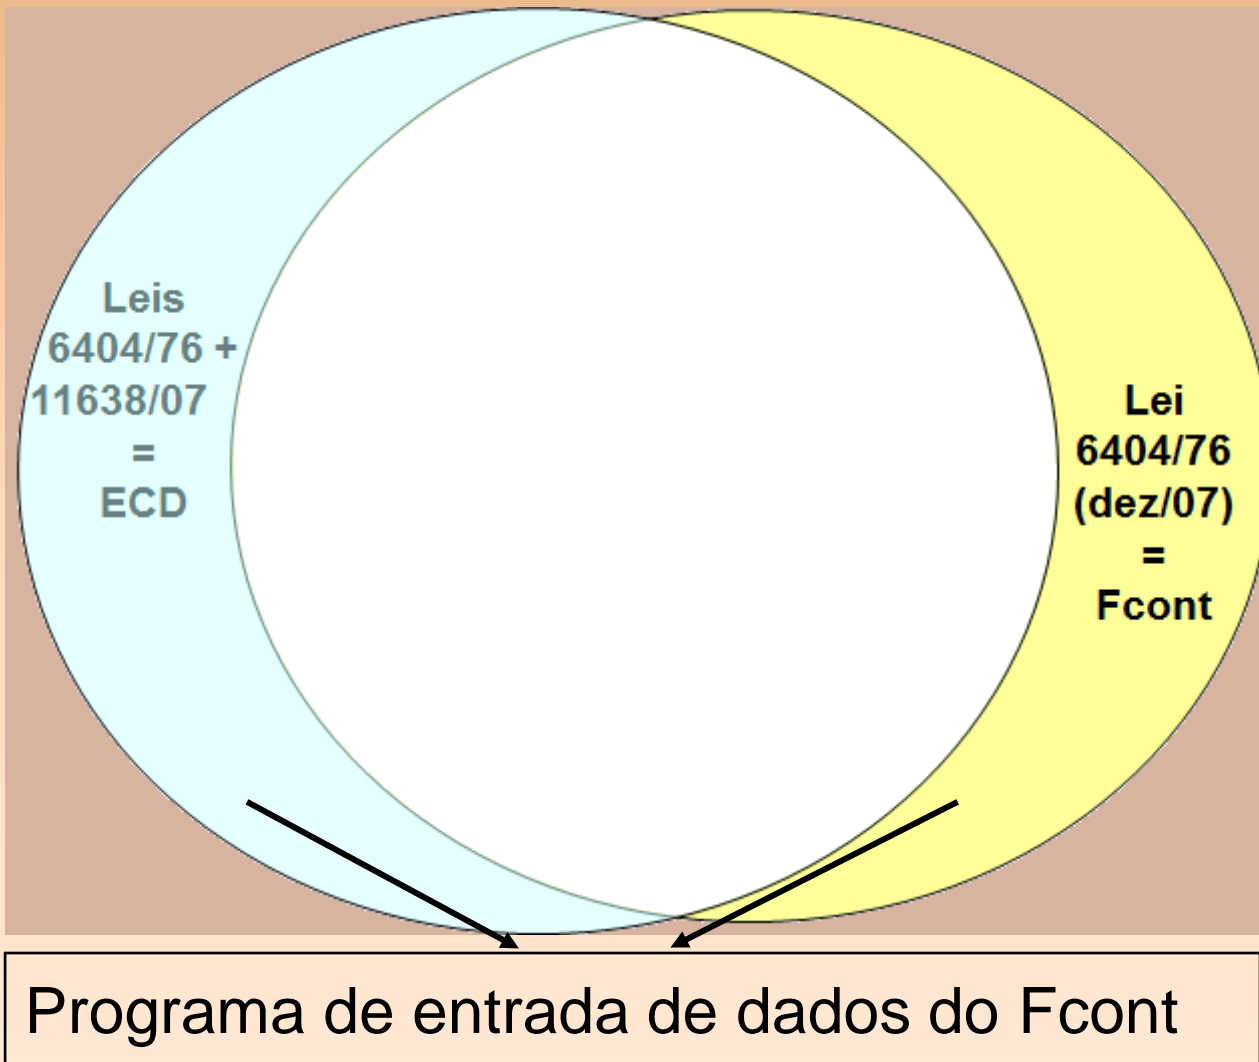 Leis
6404/76 +
11638/07
=
ECD
Lei
6404/76
(dez/07)
=
Fcont
Programa de entrada de dados do Fcont